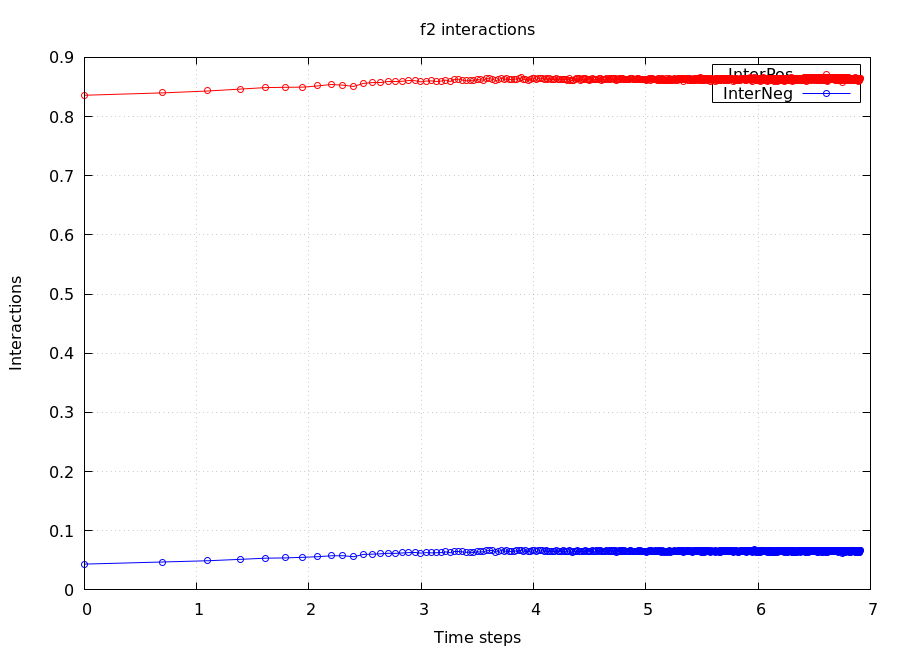 f2 interactions
0.9
0.8
0.7
0.6
0.5
0.4
0.3
0.2
0.1
0
InterPos
InterNeg
Interactions
0 1 2 3 4 5 6 7
Time steps